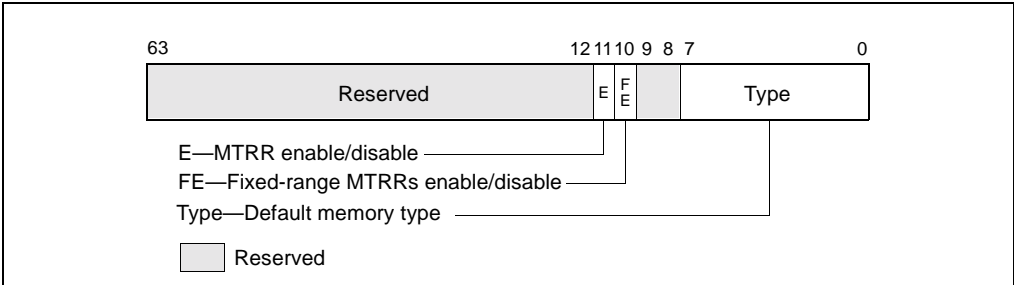 63 12 11 10 9 8 7 0
Reserved E FE Type
E—MTRR enable/disable
FE—Fixed-range MTRRs enable/disable
Type—Default memory type
Reserved